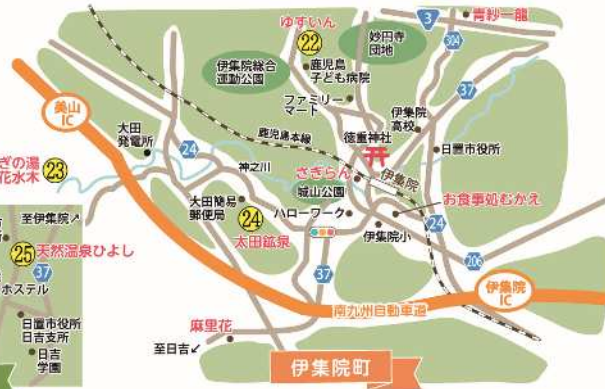 ゆすいん
22
鹿児島
子ども病院
妙円寺
団地
3
青紗一龍
304
37
伊集院総合
運動公園
ファミリー
マート
伊集院
高校
美山
IC
大田
発電所
24
鹿児島本線
徳重神社
日置市役所
ぎの湯
花水木
23
神之川
さぎらん
伊集院
城山公園
お食事処むかえ
至伊集院↗
大田簡易
郵便局
24
太田鉱泉
ハローワーク
伊集院小
24
25
天然温泉ひよし
37
ホステル
37
206
伊集院
IC
日置市役所
日吉支所
日吉
学園
南九州自動車道
麻里花
至日吉↙
伊集院町